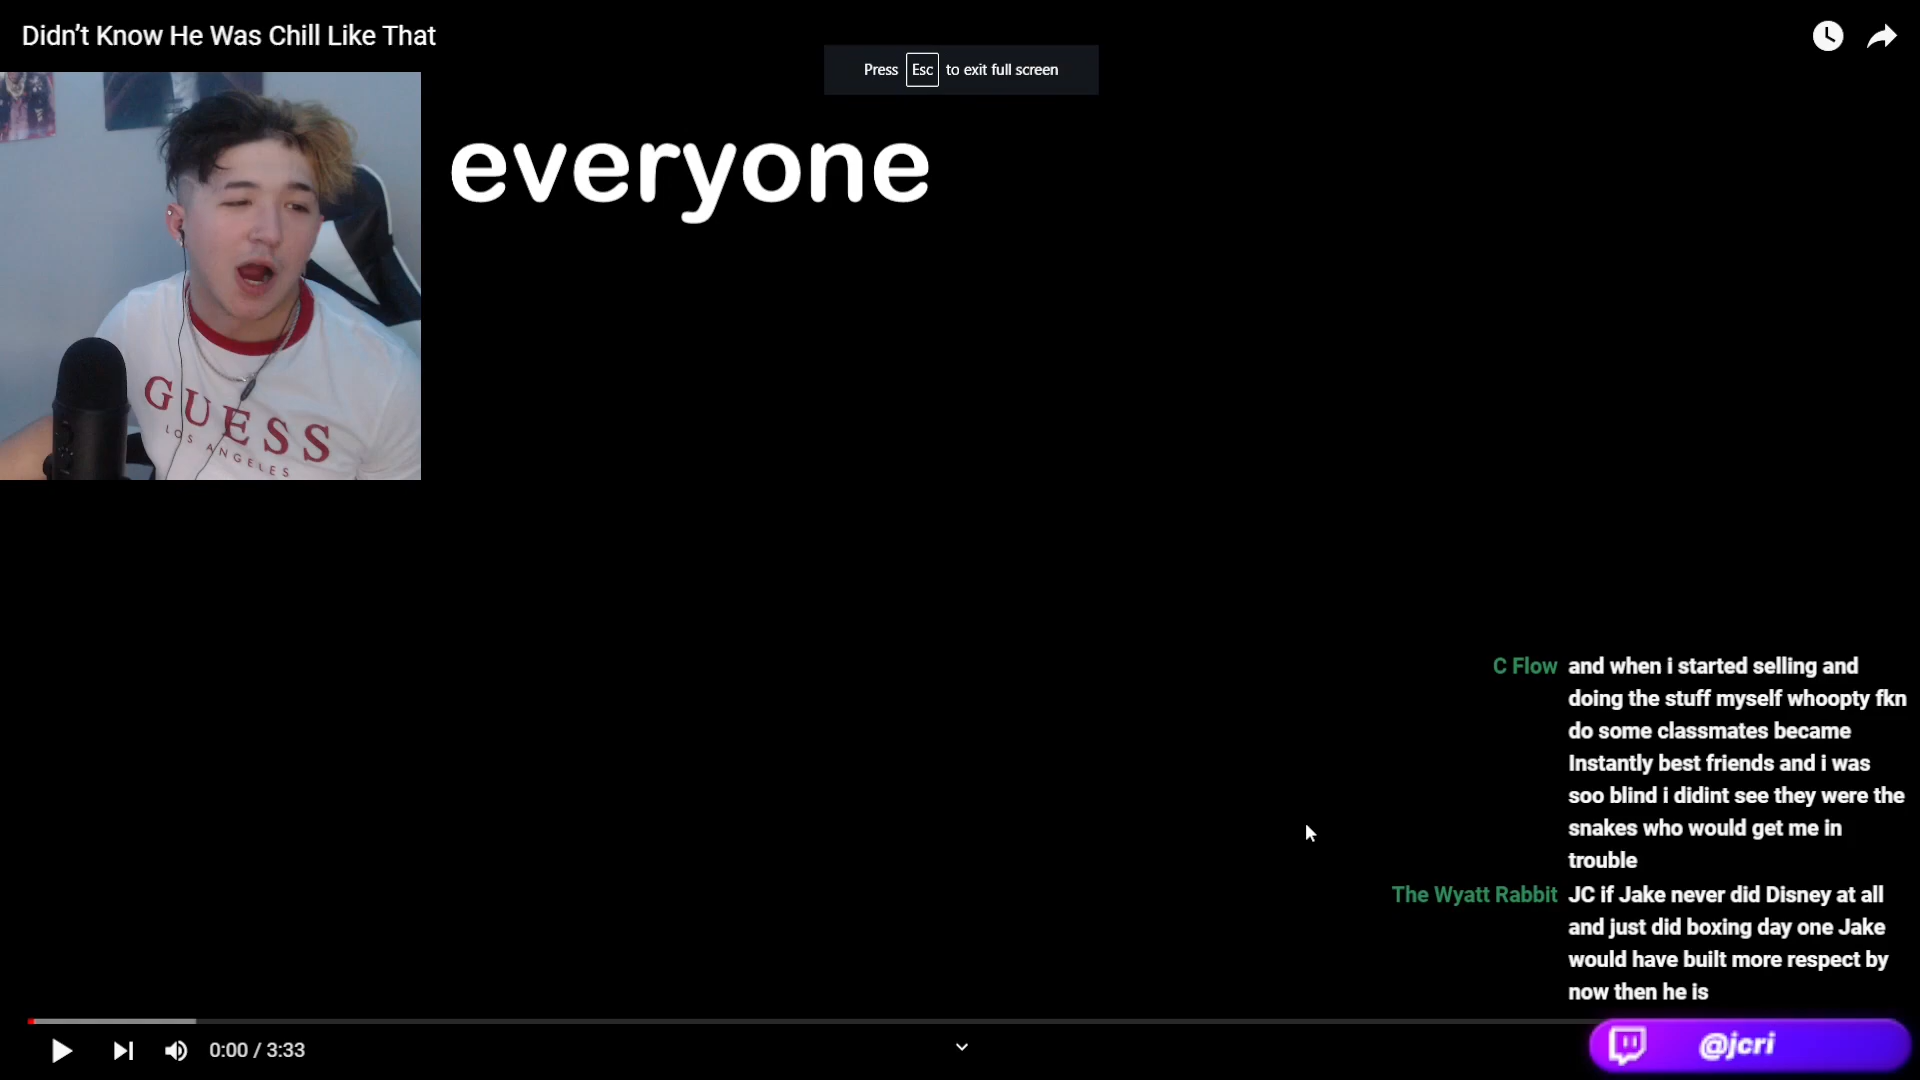 Didn’t Know He Was Chill Like That
Press Esc to exit full screen
everyone
GUESS
LOS ANGELES
C Flow and when i started selling and
doing the stuff myself whoopty fkn
do some classmates became
Instantly best friends and i was
soo blind i didint see they were the
snakes who would get me in
trouble
The Wyatt Rabbit JC if Jake never did Disney at all
and just did boxing day one Jake
would have built more respect by
now then he is
0:00 / 3:33
@jcri